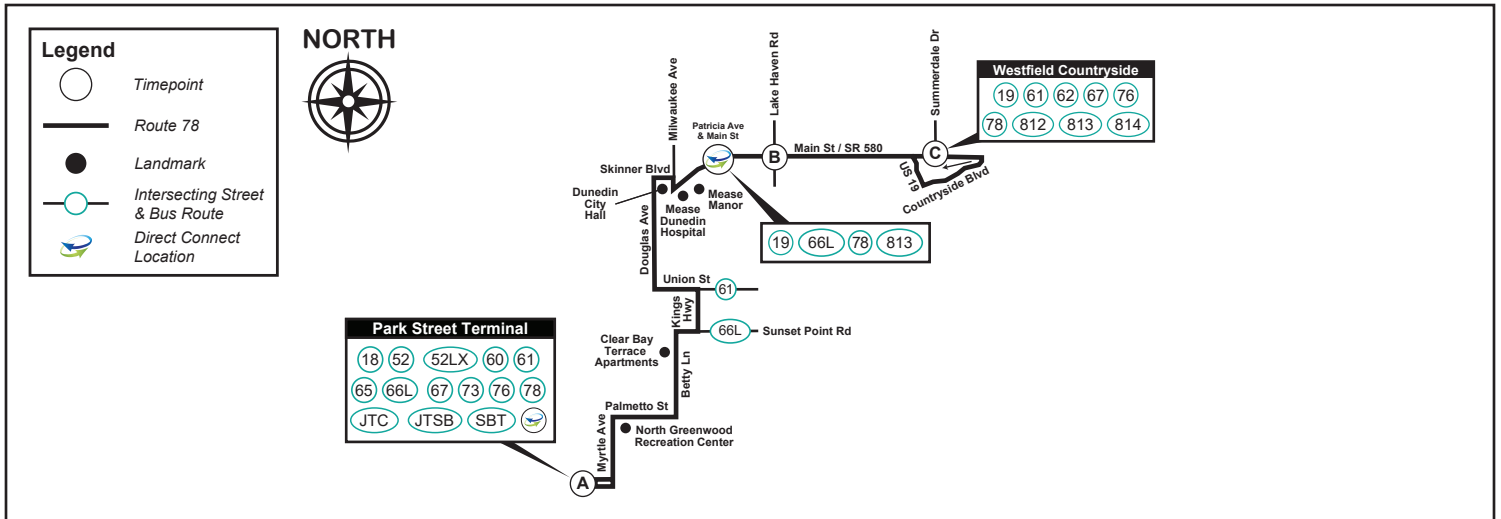 Legend
Timepoint
Route 78
Landmark
Intersecting Street
& Bus Route
Direct Connect
Location
NORTH
Milwaukee Ave
Lake Haven Rd
Summerdale Dr
Westfield Countryside
19 61 62 67 76
78 812 813 814
Patricia Ave
& Main St
B
Main St / SR 580
C
US 19
Countryside Blvd
Skinner Blvd
Dunedin
City
Hall
Mease
Manor
Mease
Dunedin
Hospital
19 66L 78 813
Douglas Ave
Union St
61
Kings
Hwy
66L
Sunset Point Rd
Clear Bay
Terrace
Apartments
Betty Ln
Park Street Terminal
18 52 52LX 60 61
65 66L 67 73 76 78
JTC JTSB SBT
Palmetto St
North Greenwood
Recreation Center
Myrtle Ave
A